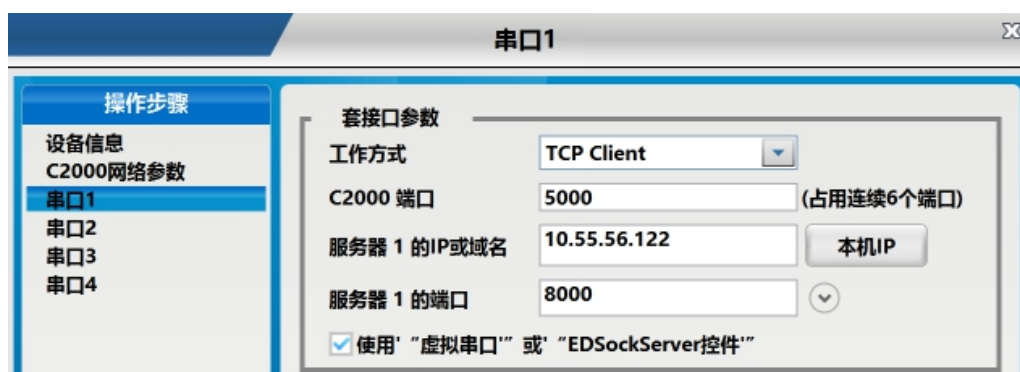 串口1
操作步骤
设备信息
C2000网络参数
串口1
串口2
串口3
串口4
套接口参数
工作方式 TCP Client
C2000 端口 5000 (占用连续6个端口)
服务器 1 的IP或域名 10.55.56.122 本机IP
服务器 1 的端口 8000
使用' "虚拟串口'" 或' "EDSockServer控件'"